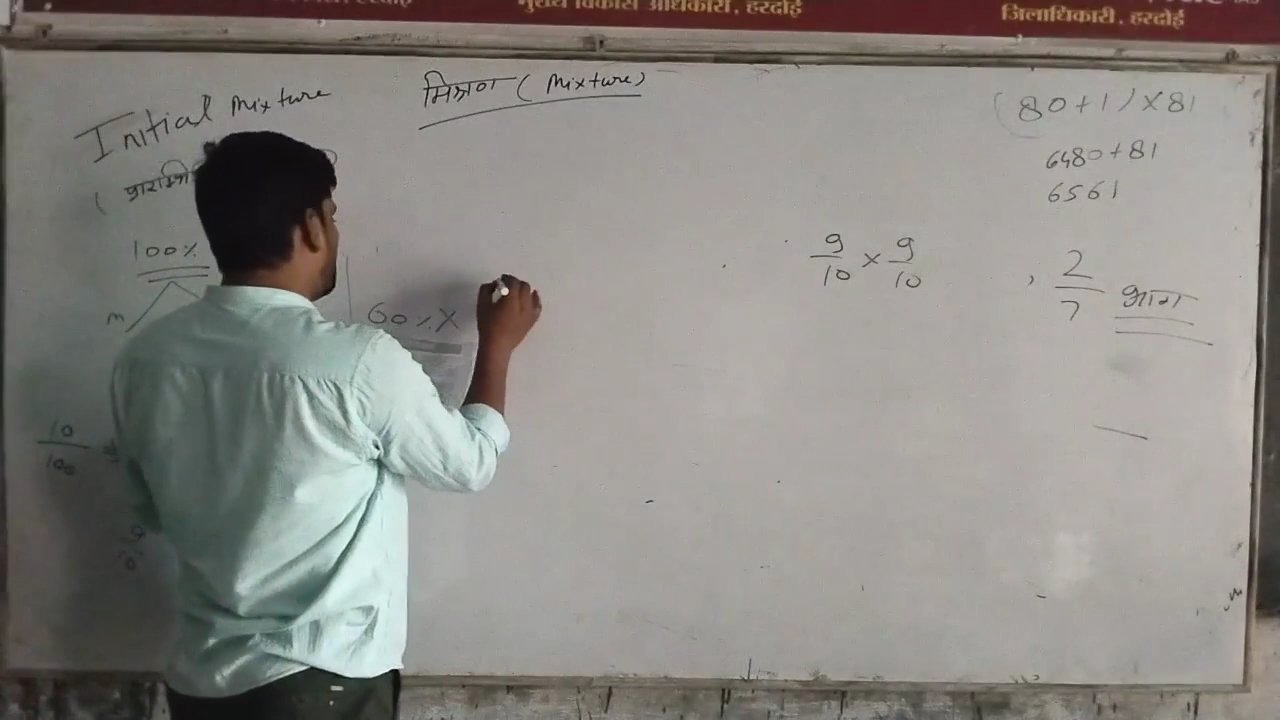 हरदोई
मुख्य विकास अधिकारी, हरदोई
जिलाधिकारी, हरदोई
मिश्रण ( Mixture)
Initial Mixture
100%
m
10/100
9/10
60%X
9/10 × 9/10
(80+1)×81
6480+81
6561
, 2/7 भाग